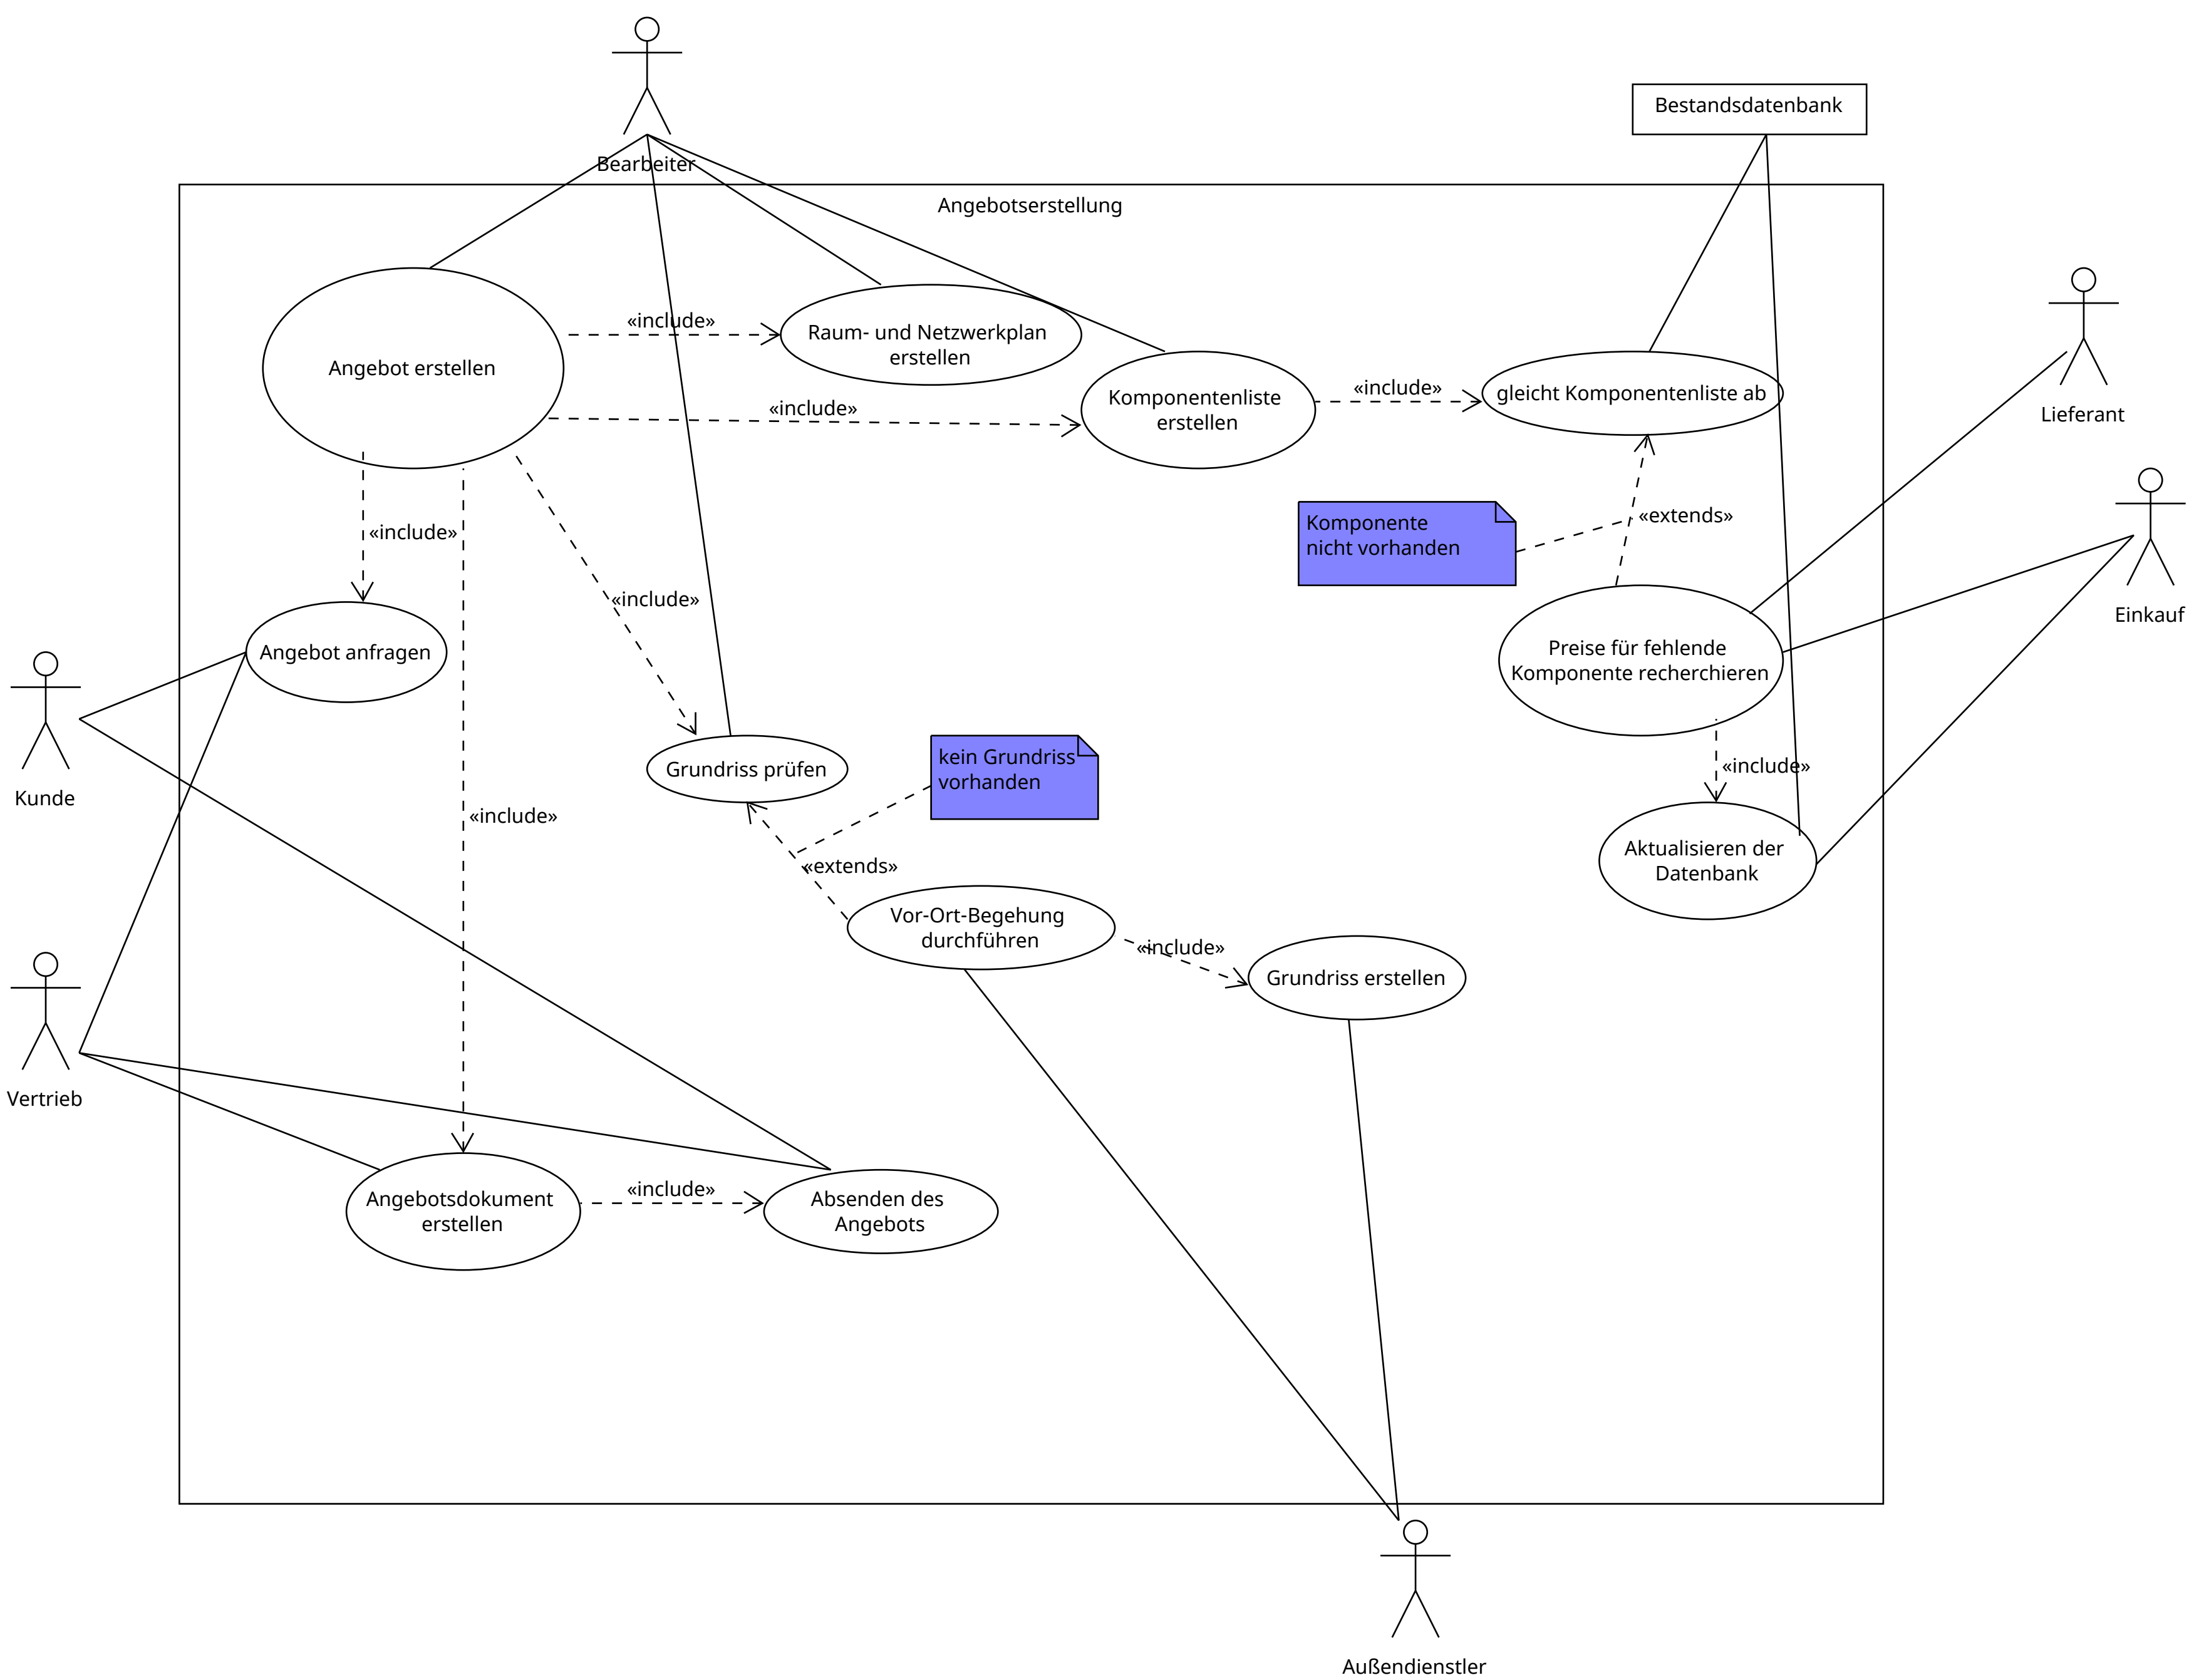 Bestandsdatenbank
Bearbeiter
Angebotserstellung
«include»
Raum- und Netzwerkplan
erstellen
Angebot erstellen
«include»
Komponentenliste
erstellen
«include»
gleicht Komponentenliste ab
Lieferant
«include»
Komponente
nicht vorhanden
«extends»
«include»
Einkauf
Angebot anfragen
Preise für fehlende
Komponente recherchieren
Kunde
Grundriss prüfen
kein Grundriss
vorhanden
«include»
«include»
«extends»
Aktualisieren der
Datenbank
Vor-Ort-Begehung
durchführen
«include»
Grundriss erstellen
Vertrieb
Angebotsdokument
erstellen
«include»
Absenden des
Angebots
Außendienstler